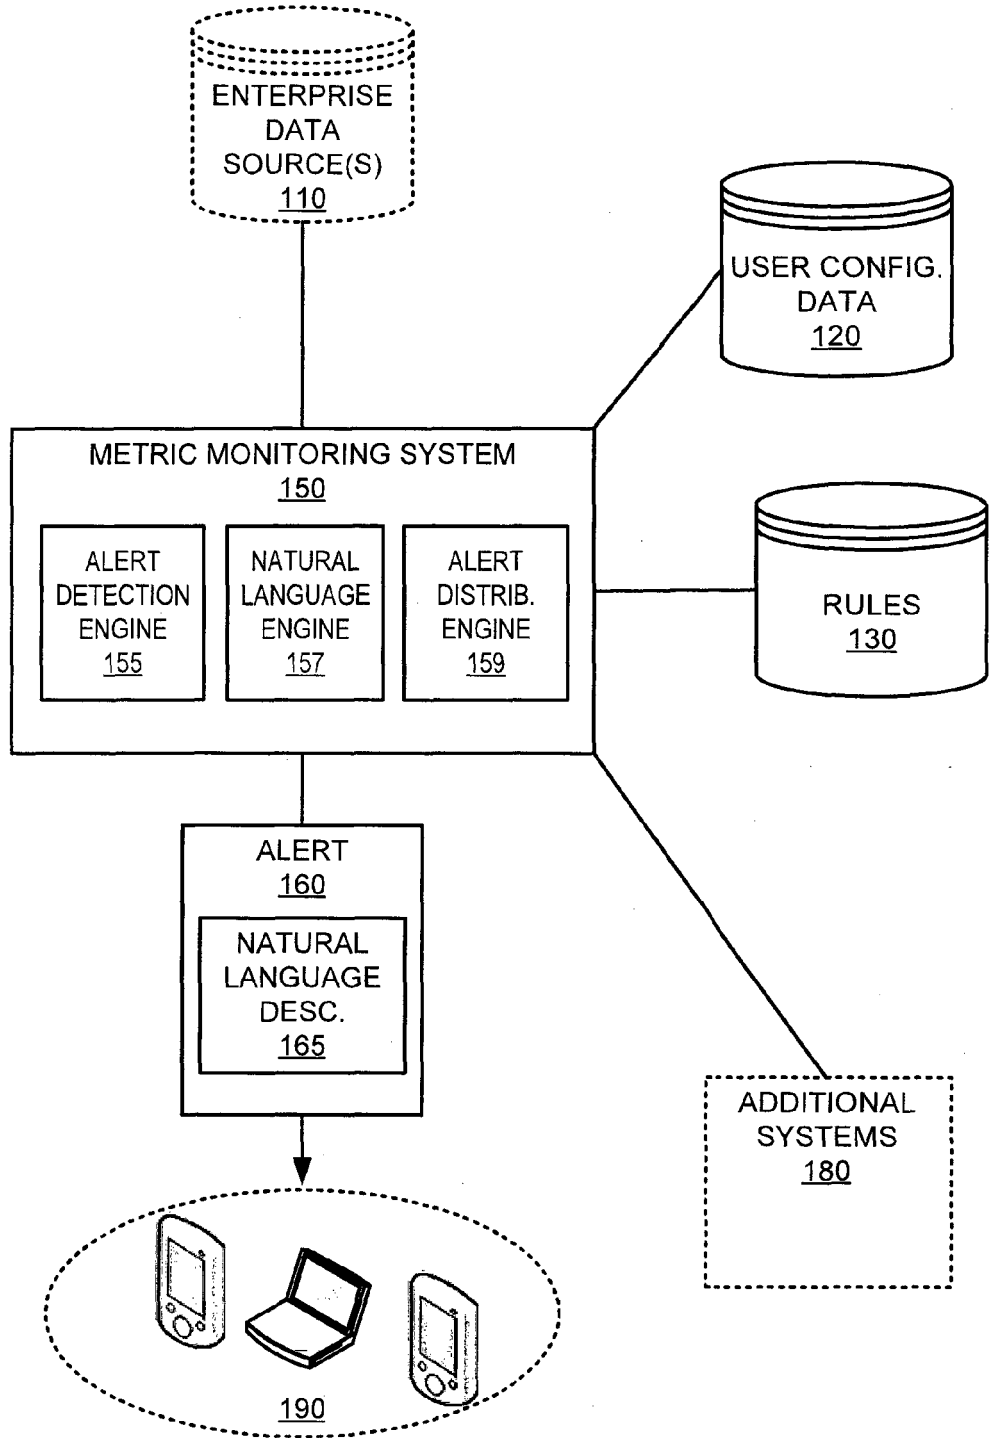 ENTERPRISE
DATA
SOURCE(S)
110
USER CONFIG.
DATA
120
METRIC MONITORING SYSTEM
150
ALERT
DETECTION
ENGINE
155
NATURAL
LANGUAGE
ENGINE
157
ALERT
DISTRIB.
ENGINE
159
RULES
130
ALERT
160
NATURAL
LANGUAGE
DESC.
165
ADDITIONAL
SYSTEMS
180
190